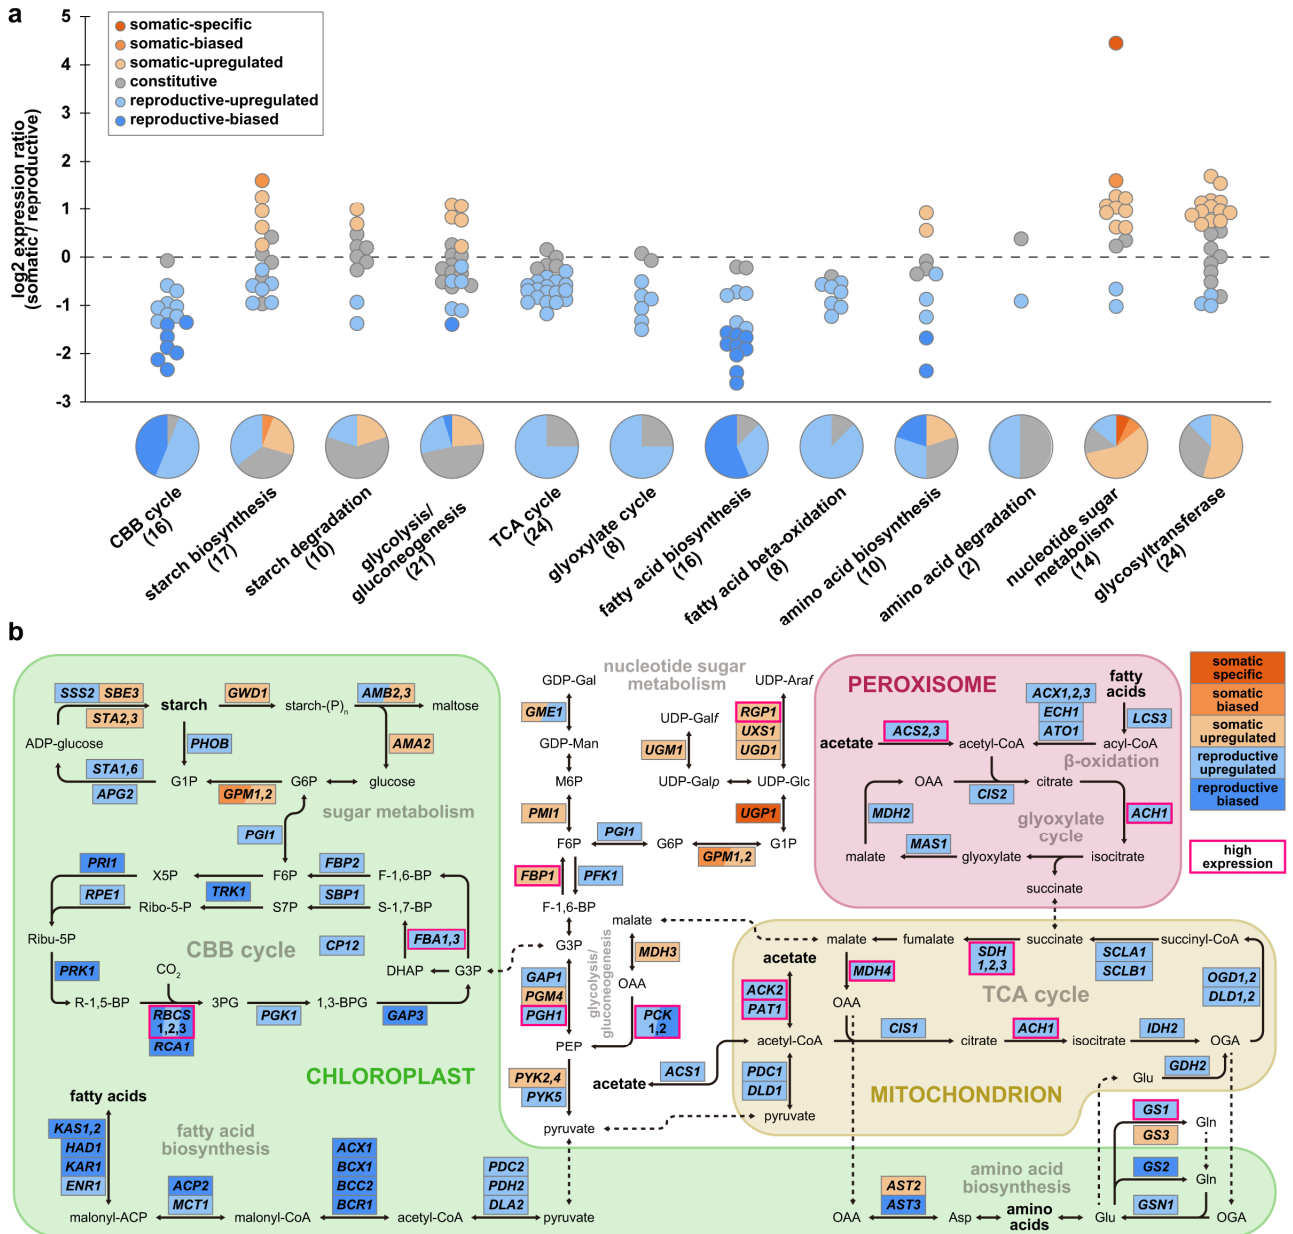 a
5
4
3
2
1
0
-1
-2
-3
log2 expression ratio
(somatic / reproductive)
somatic-specific
somatic-biased
somatic-upregulated
constitutive
reproductive-upregulated
reproductive-biased
CBB cycle
(16)
starch biosynthesis
(17)
starch degradation
(10)
glycolysis/
gluconeogenesis
(21)
TCA cycle
(24)
glyoxylate cycle
(8)
fatty acid biosynthesis
(16)
fatty acid beta-oxidation
(8)
amino acid biosynthesis
(10)
amino acid degradation
(2)
nucleotide sugar
metabolism
(14)
glycosyltransferase
(24)
b
SSS2 SBE3
STA2,3
starch
GWD1
starch-(P)n
AMB2,3
maltose
ADP-glucose
PHOB
AMA2
STA1,6
APG2
G1P
GPM1,2
G6P
glucose
sugar metabolism
PGI1
PRI1
RPE1
X5P
TRK1
F6P
FBP2
F-1,6-BP
Ribo-5-P
S7P
SBP1
S-1,7-BP
Ribu-5P
CBB cycle
CP12
FBA1,3
PRK1
CO2
DHAP
G3P
R-1,5-BP
RBCS
1,2,3
RCA1
3PG
PGK1
1,3-BPG
GAP3
CHLOROPLAST
fatty acids
KAS1,2
HAD1
KAR1
ENR1
fatty acid
biosynthesis
malonyl-ACP
ACP2
MCT1
malonyl-CoA
ACX1
BCX1
BCC2
BCR1
acetyl-CoA
PDC2
PDH2
DLA2
pyruvate
nucleotide sugar
metabolism
GDP-Gal
GME1
GDP-Man
M6P
PMI1
F6P
PGI1
G6P
GPM1,2
G1P
UDP-Galf
UGM1
UDP-Galp
UDP-Araf
RGP1
UXS1
UGD1
UDP-Glc
UGP1
FBP1
PFK1
F-1,6-BP
G3P
GAP1
PGM4
PGH1
PEP
PYK2,4
PYK5
pyruvate
glycolysis/
gluconeogenesis
malate
MDH3
OAA
PCK
1,2
acetate
ACS1
PEROXISOME
fatty
acids
ACX1,2,3
ECH1
ATO1
LCS3
acetate
ACS2,3
acetyl-CoA
acyl-CoA
β-oxidation
OAA
CIS2
citrate
MDH2
ACH1
glyoxylate
cycle
MAS1
malate
glyoxylate
isocitrate
succinate
somatic
specific
somatic
biased
somatic
upregulated
reproductive
upregulated
reproductive
biased
high
expression
malate
fumalate
SDH
1,2,3
succinate
SCLA1
SCLB1
succinyl-CoA
acetate
MDH4
OGD1,2
DLD1,2
ACK2
PAT1
OAA
TCA cycle
acetyl-CoA
CIS1
citrate
ACH1
isocitrate
IDH2
OGA
PDC1
DLD1
MITOCHONDRION
GDH2
Glu
pyruvate
GS1
GS3
Gln
GS2
Gln
GSN1
amino acid
biosynthesis
AST2
AST3
OAA
Asp
amino
acids
Glu
OGA